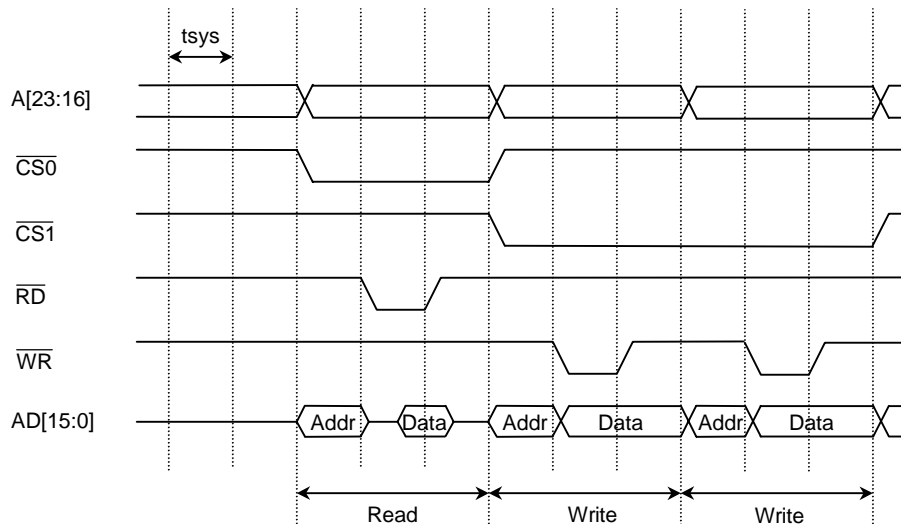 tsys
A[23:16]
CS0
CS1
RD
WR
AD[15:0] Addr Data Addr Data Addr Data
Read Write Write